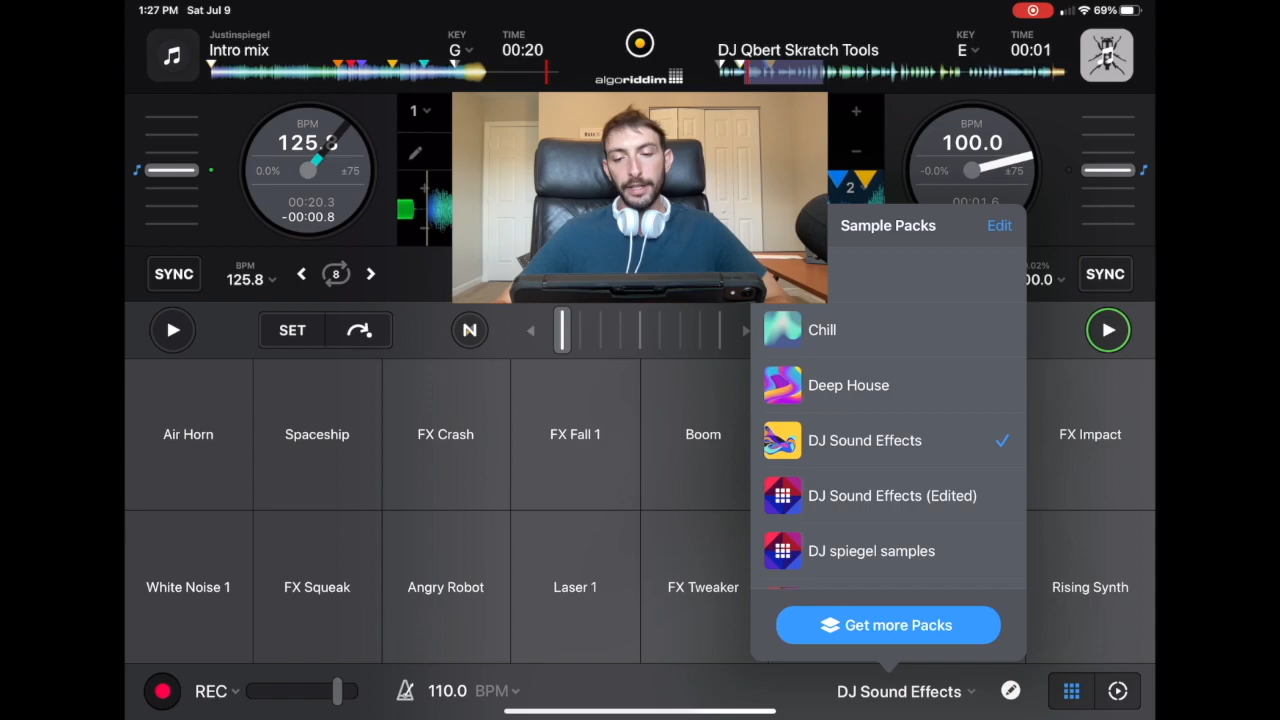 1:27 PM Sat Jul 9
69%
Justinspiegel
Intro mix
KEY
G
TIME
00:20
algoriddim
DJ Qbert Skratch Tools
KEY
E
TIME
00:01
BPM
125.8
0.0%
±75
00:20.3
-00:00.8
1
2
BPM
100.0
-0.0%
±75
SYNC
BPM
125.8
8
SYNC
SET
N
Sample Packs
Edit
Chill
Deep House
DJ Sound Effects
DJ Sound Effects (Edited)
DJ spiegel samples
Get more Packs
Air Horn
Spaceship
FX Crash
FX Fall 1
Boom
FX Impact
White Noise 1
FX Squeak
Angry Robot
Laser 1
FX Tweaker
Rising Synth
REC
110.0 BPM
DJ Sound Effects